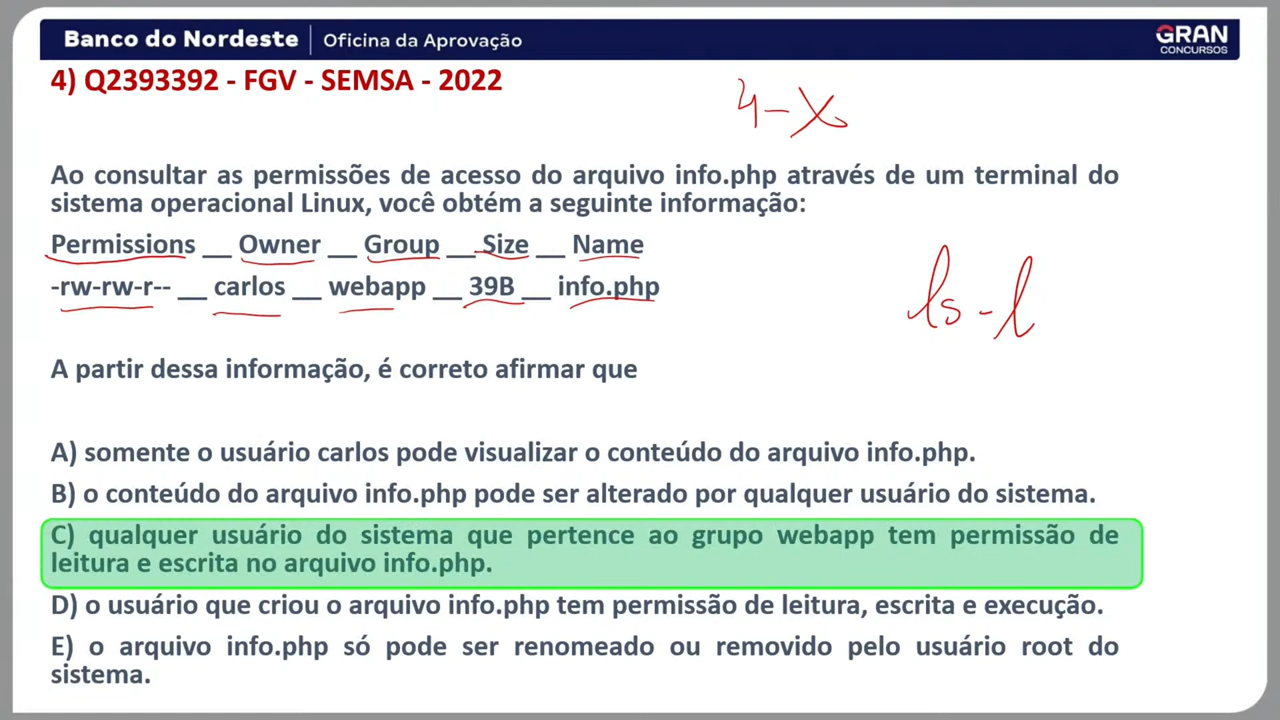 Banco do Nordeste | Oficina da Aprovação
GRAN
CONCURSOS
4) Q2393392 - FGV - SEMSA - 2022
Ao consultar as permissões de acesso do arquivo info.php através de um terminal do
sistema operacional Linux, você obtém a seguinte informação:
Permissions __ Owner __ Group __ Size __ Name
-rw-rw-r-- __ carlos __ webapp __ 39B __ info.php
ls -l
A partir dessa informação, é correto afirmar que
A) somente o usuário carlos pode visualizar o conteúdo do arquivo info.php.
B) o conteúdo do arquivo info.php pode ser alterado por qualquer usuário do sistema.
C) qualquer usuário do sistema que pertence ao grupo webapp tem permissão de
leitura e escrita no arquivo info.php.
D) o usuário que criou o arquivo info.php tem permissão de leitura, escrita e execução.
E) o arquivo info.php só pode ser renomeado ou removido pelo usuário root do
sistema.